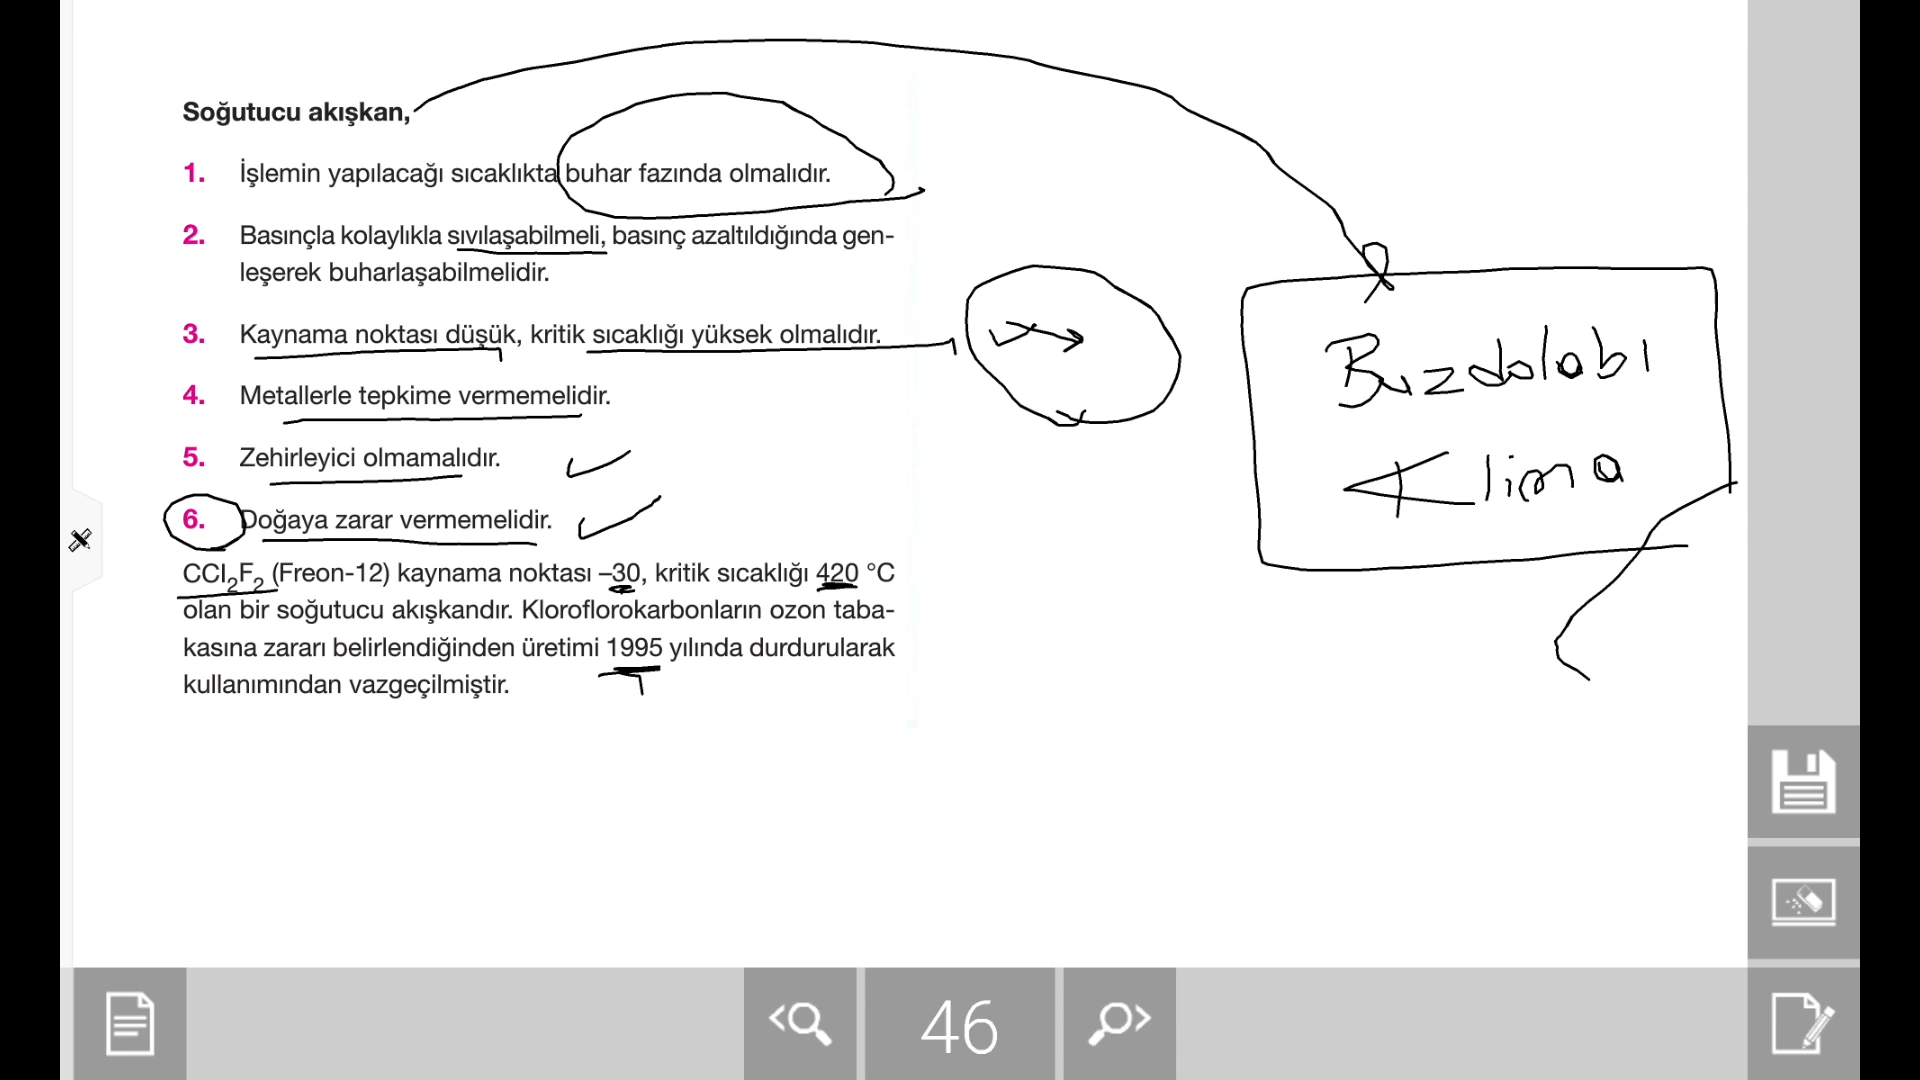 Soğutucu akışkan,
1. İşlemin yapılacağı sıcaklıkta buhar fazında olmalıdır.
2. Basınçla kolaylıkla sıvılaşabilmeli, basınç azaltıldığında gen-
leşerek buharlaşabilmelidir.
3. Kaynama noktası düşük, kritik sıcaklığı yüksek olmalıdır.
4. Metallerle tepkime vermemelidir.
5. Zehirleyici olmamalıdır.
6. Doğaya zarar vermemelidir.
CCl2F2 (Freon-12) kaynama noktası –30, kritik sıcaklığı 420 °C
olan bir soğutucu akışkandır. Kloroflorokarbonların ozon taba-
kasına zararı belirlendiğinden üretimi 1995 yılında durdurularak
kullanımından vazgeçilmiştir.
Buzdolabı
Klima
46